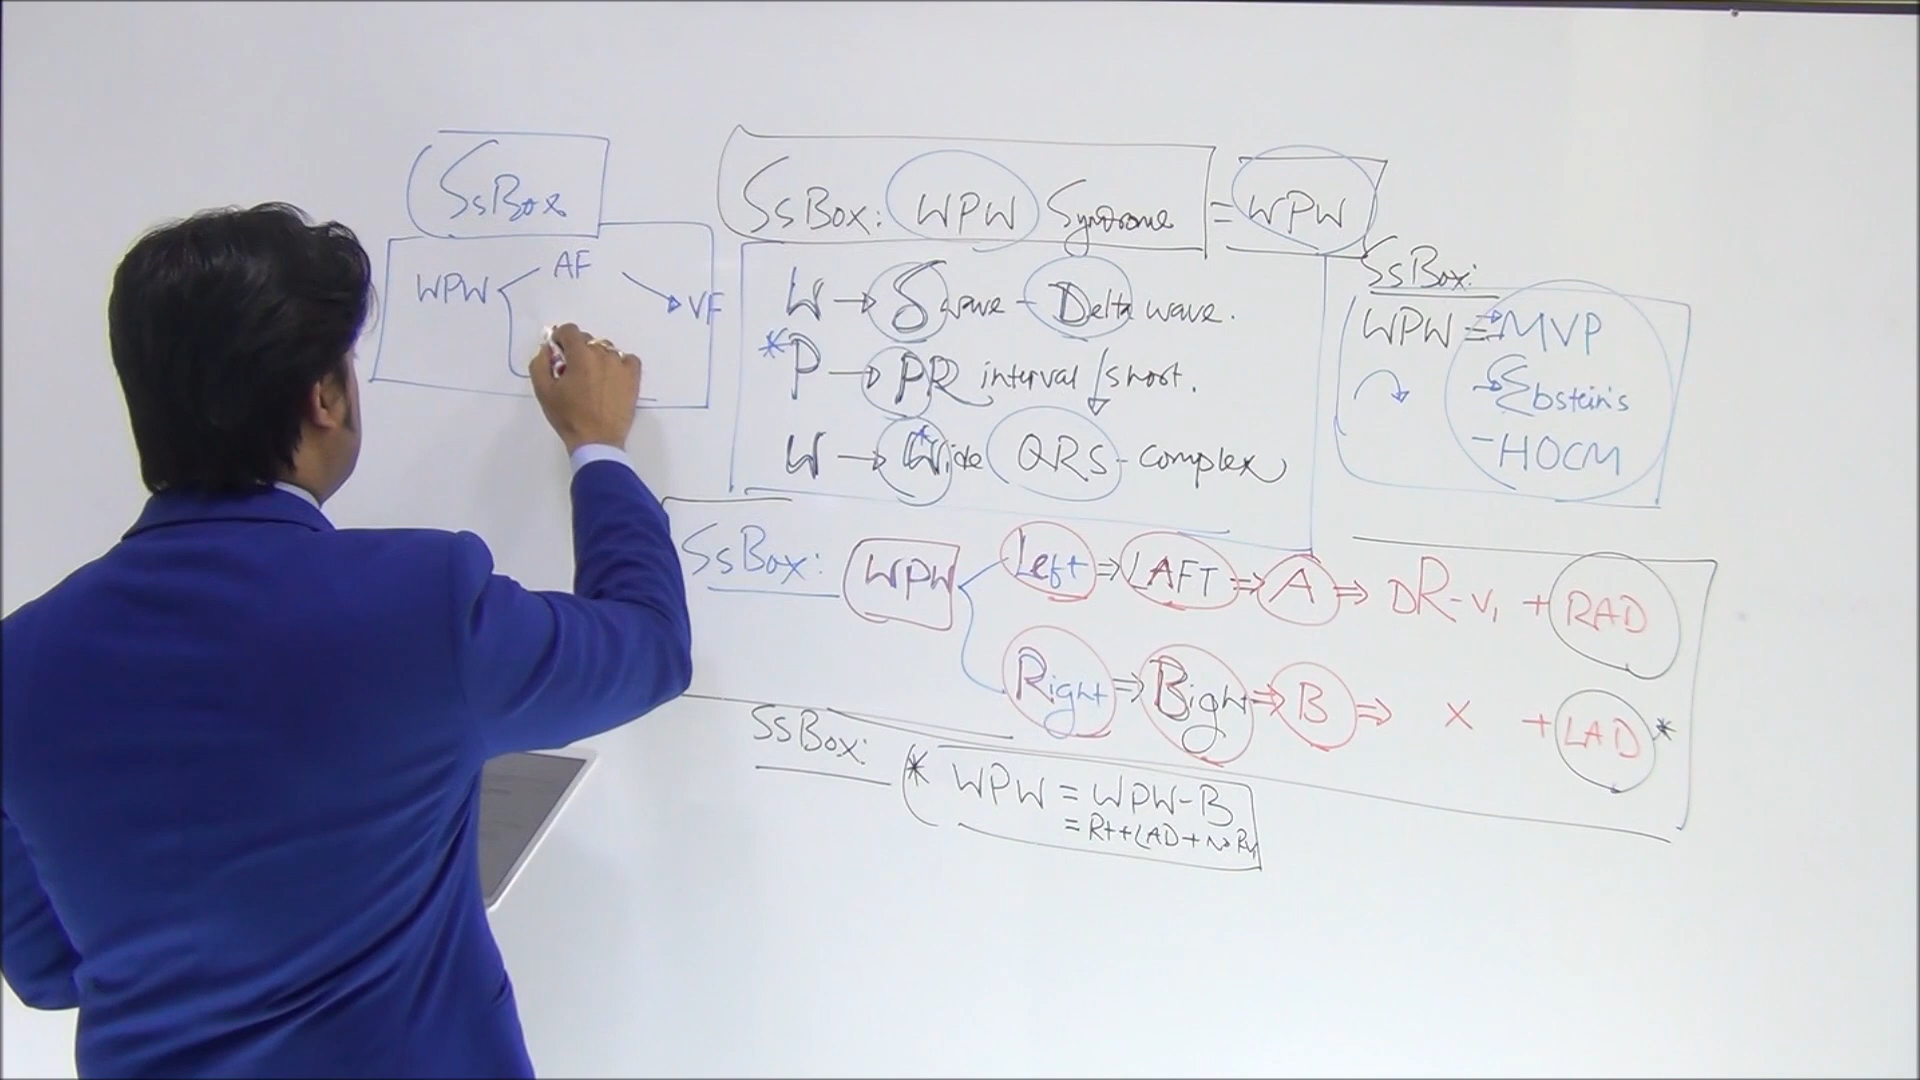 SsBox
WPW AF
VF
SsBox: WPW Syndrome = WPW
W → δ wave - Delta wave.
*P → PR interval / short.
W → Wide QRS - complex
SsBox:
WPW = MVP
Ebstein's
- HOCM
SsBox: WPW Left ⇒ LAFT ⇒ A ⇒ DR-V1 + RAD
Right ⇒ Bight ⇒ B ⇒ X + LAD *
SsBox: * WPW = WPW-B
= Rt + LAD + No